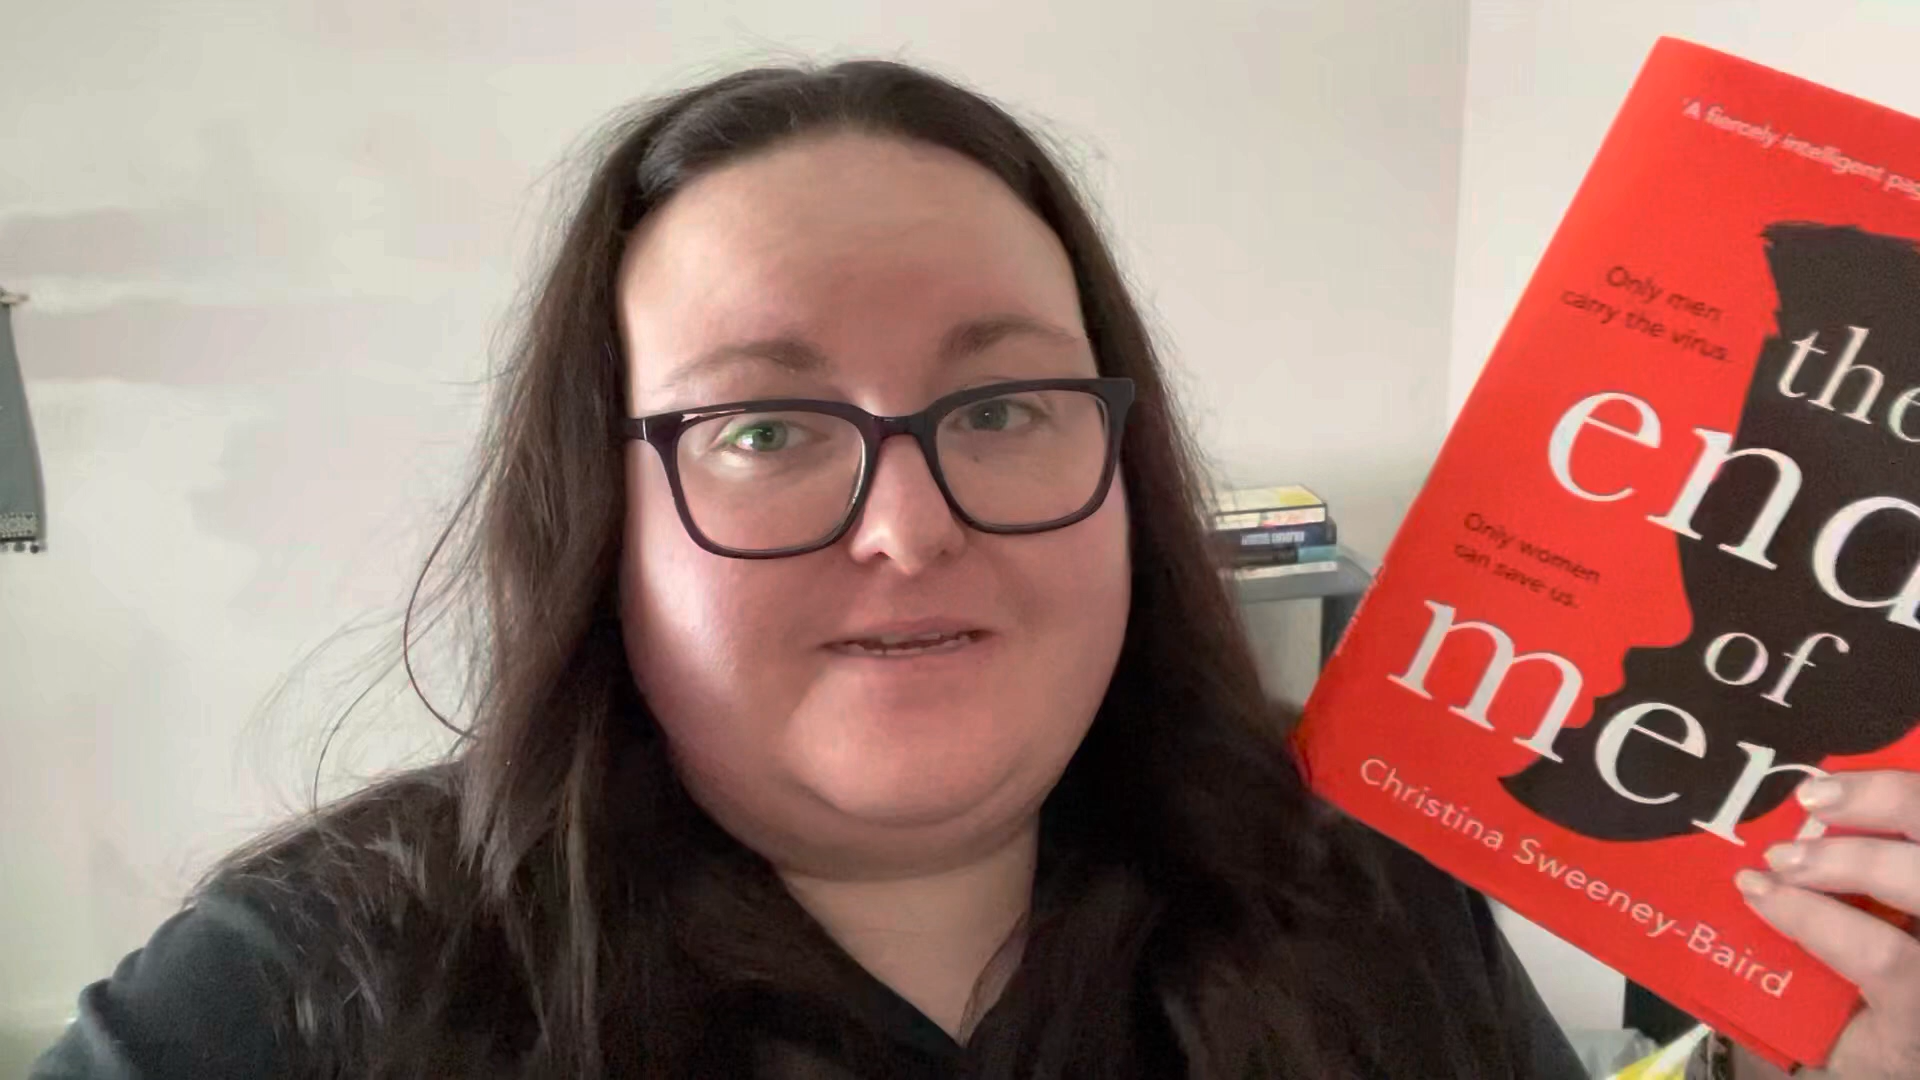 'A fiercely intelligent
Only men
carry the virus.
the
end
Only women
can save us.
of
men
Christina Sweeney-Baird